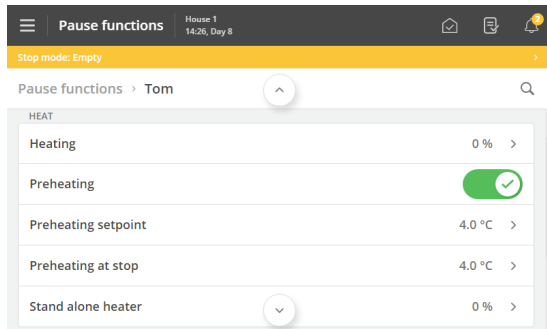 Pause functions
House 1
14:26, Day 8
2
Stop mode: Empty
Pause functions > Tom
HEAT
Heating 0 %
Preheating
Preheating setpoint 4.0 °C
Preheating at stop 4.0 °C
Stand alone heater 0 %